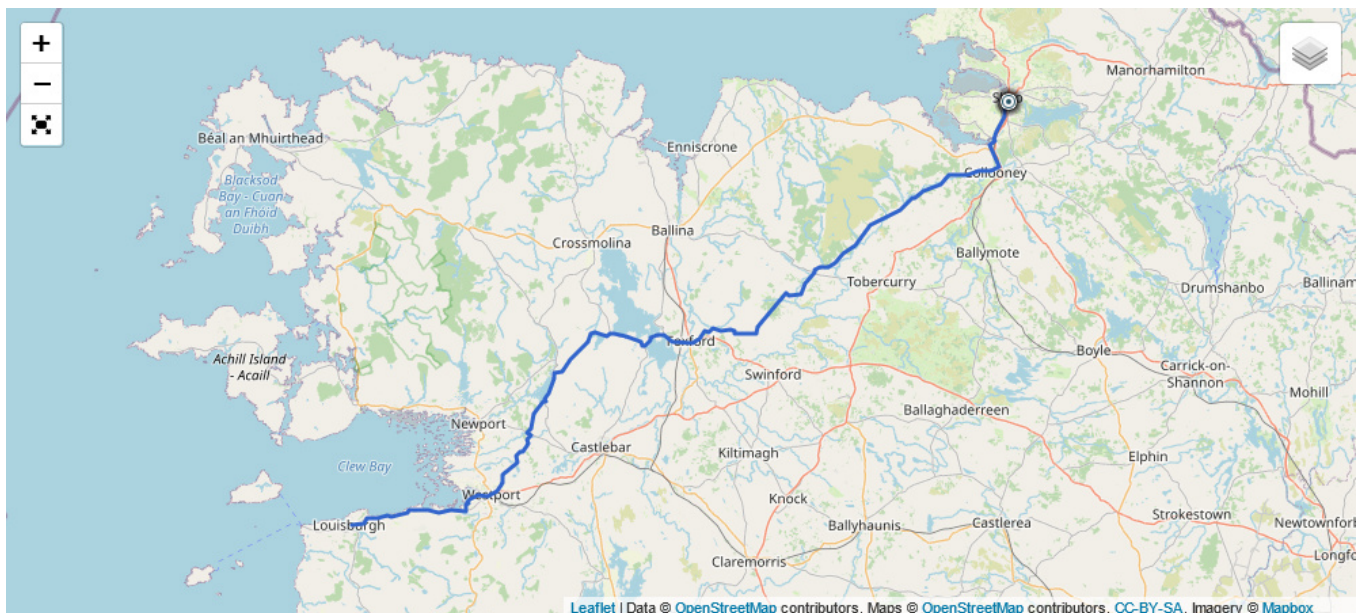 +
−
Manorhamilton
Béal an Mhuirthead
Enniscrone
Collooney
Blacksod
Bay - Cuan
an Fhóid
Duibh
Ballina
Crossmolina
Ballymote
Tobercurry
Drumshanbo
Ballinam
Foxford
Achill Island
- Acaill
Boyle
Carrick-on-
Shannon
Swinford
Mohill
Ballaghaderreen
Newport
Castlebar
Kiltimagh
Elphin
Clew Bay
Westport
Knock
Strokestown
Louisburgh
Ballyhaunis
Castlerea
Newtownforb
Longfo
Claremorris
Leaflet | Data © OpenStreetMap contributors, Maps © OpenStreetMap contributors, CC-BY-SA, Imagery © Mapbox